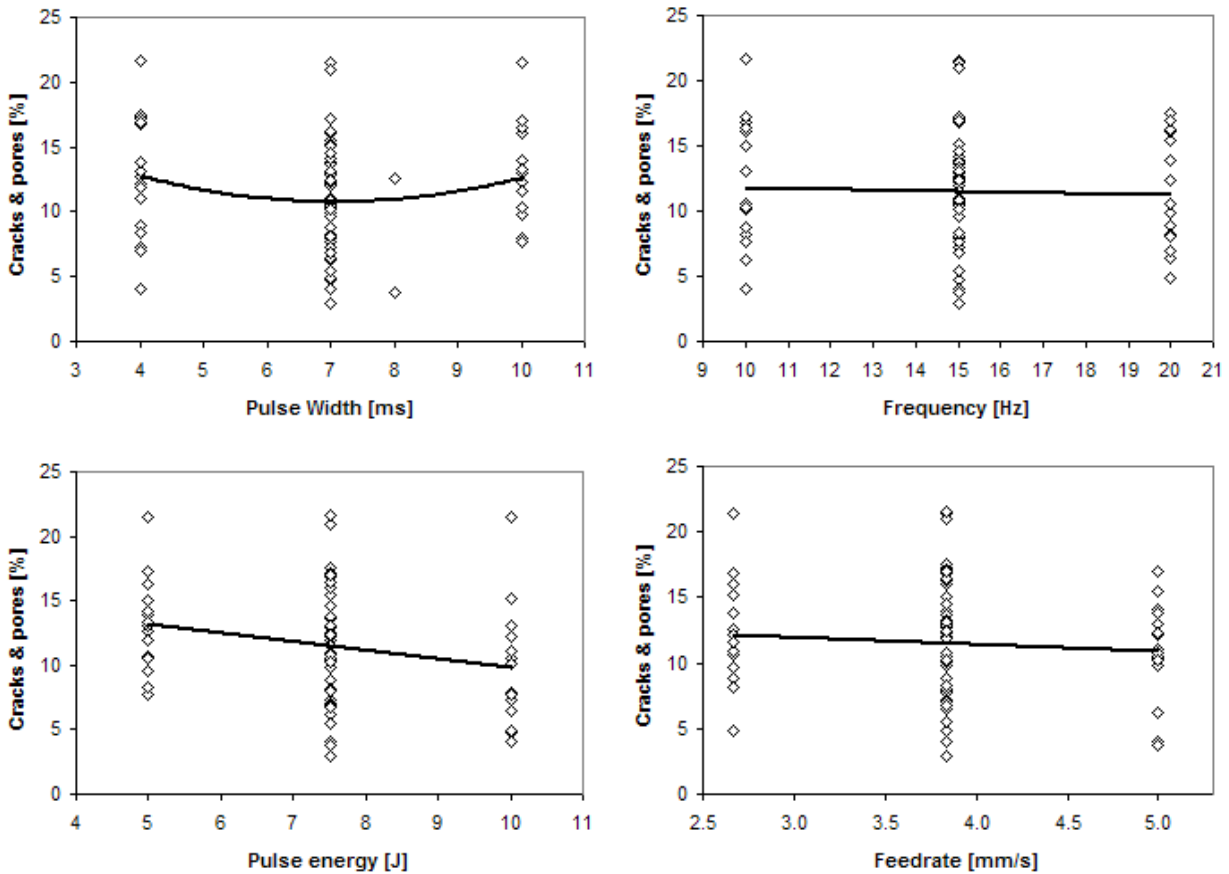 Cracks & pores [%]
25
20
15
10
5
0
3 4 5 6 7 8 9 10 11
Pulse Width [ms]
Cracks & pores [%]
25
20
15
10
5
0
9 10 11 12 13 14 15 16 17 18 19 20 21
Frequency [Hz]
Cracks & pores [%]
25
20
15
10
5
0
4 5 6 7 8 9 10 11
Pulse energy [J]
Cracks & pores [%]
25
20
15
10
5
0
2.5 3.0 3.5 4.0 4.5 5.0
Feedrate [mm/s]